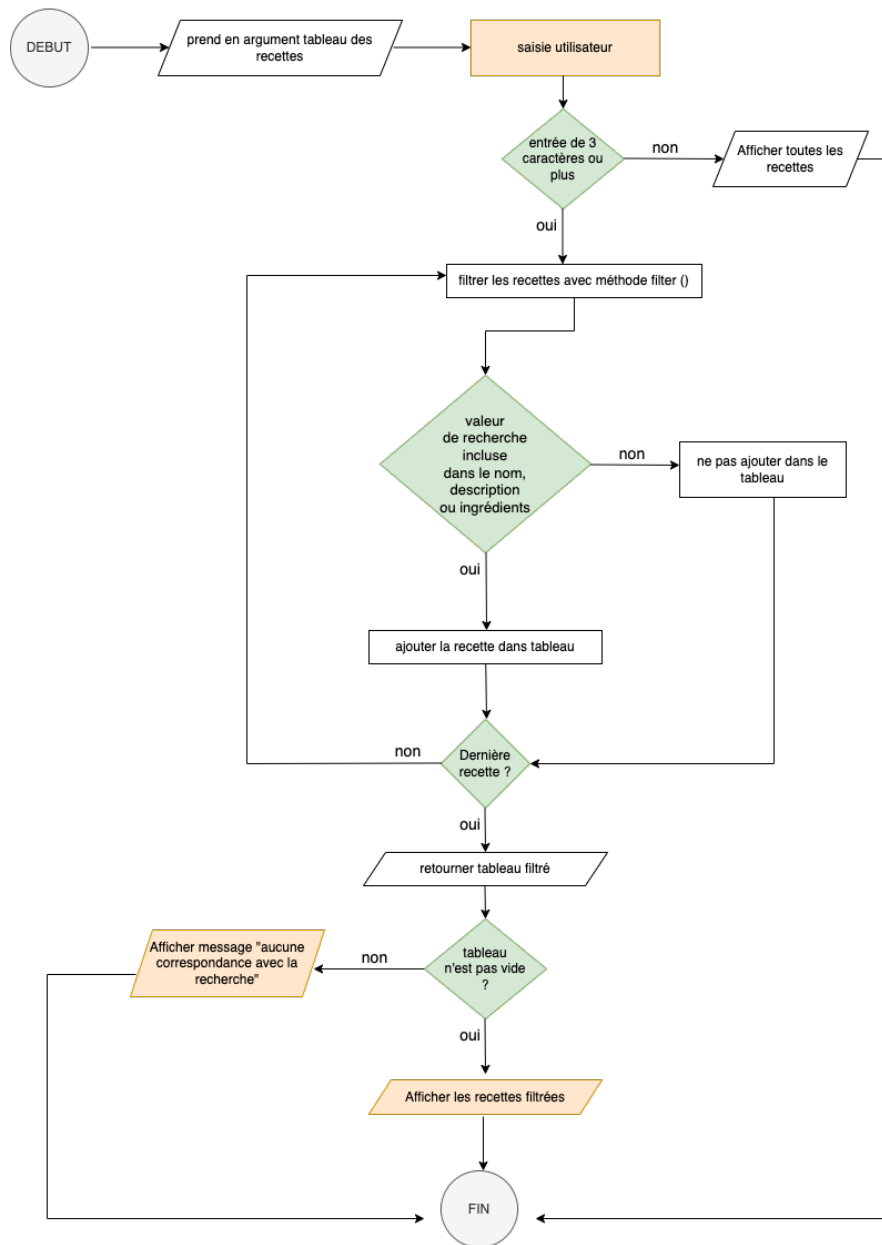 DEBUT
prend en argument tableau des
recettes
saisie utilisateur
entrée de 3
caractères ou
plus
non
Afficher toutes les
recettes
oui
filtrer les recettes avec méthode filter ()
valeur
de recherche
incluse
dans le nom,
description
ou ingrédients
non
ne pas ajouter dans le
tableau
oui
ajouter la recette dans tableau
Dernière
recette ?
non
oui
retourner tableau filtré
tableau
n'est pas vide
?
non
Afficher message "aucune
correspondance avec la
recherche"
oui
Afficher les recettes filtrées
FIN